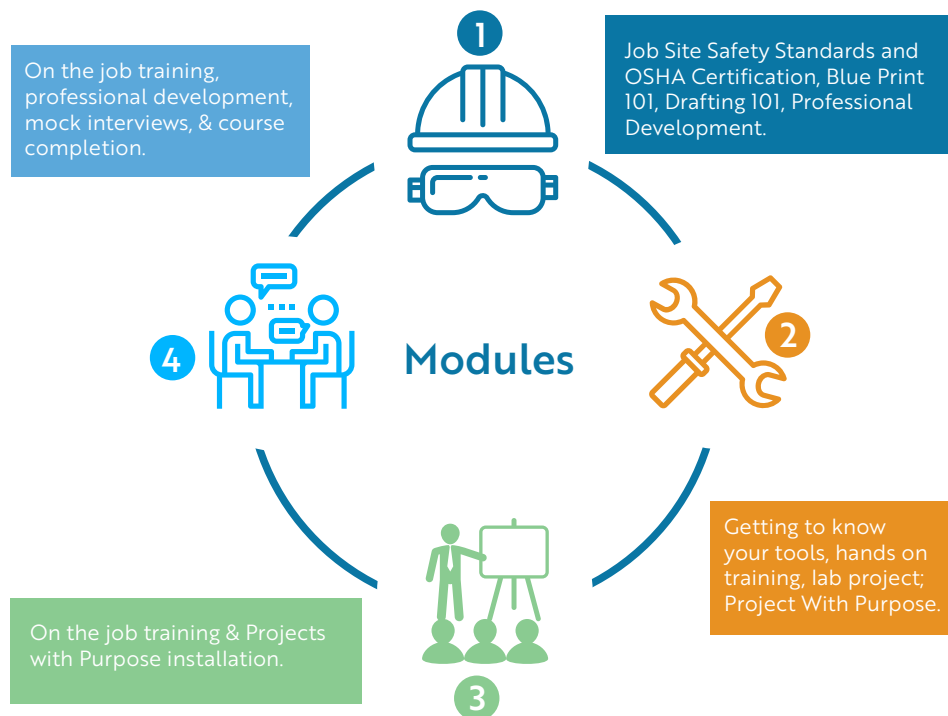 1
Job Site Safety Standards and
OSHA Certification, Blue Print
101, Drafting 101, Professional
Development.
On the job training,
professional development,
mock interviews, & course
completion.
Modules
2
4
Getting to know
your tools, hands on
training, lab project;
Project With Purpose.
On the job training & Projects
with Purpose installation.
3